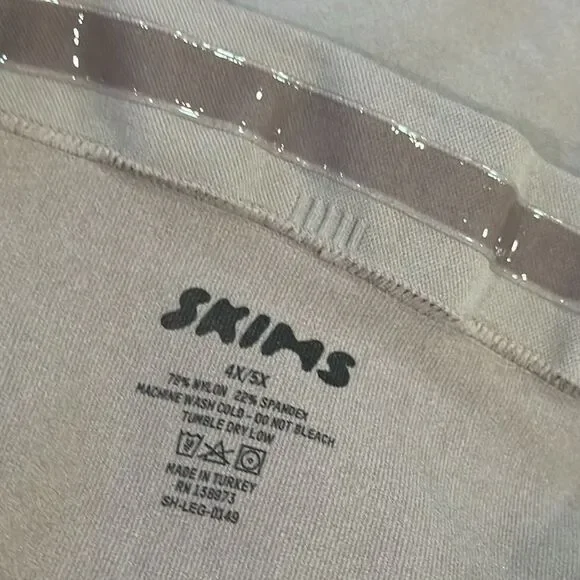 SKIMS
4X/5X
78% NYLON 22% SPANDEX
MACHINE WASH COLD - DO NOT BLEACH
TUMBLE DRY LOW
MADE IN TURKEY
RN 158973
SH-LEG-0149